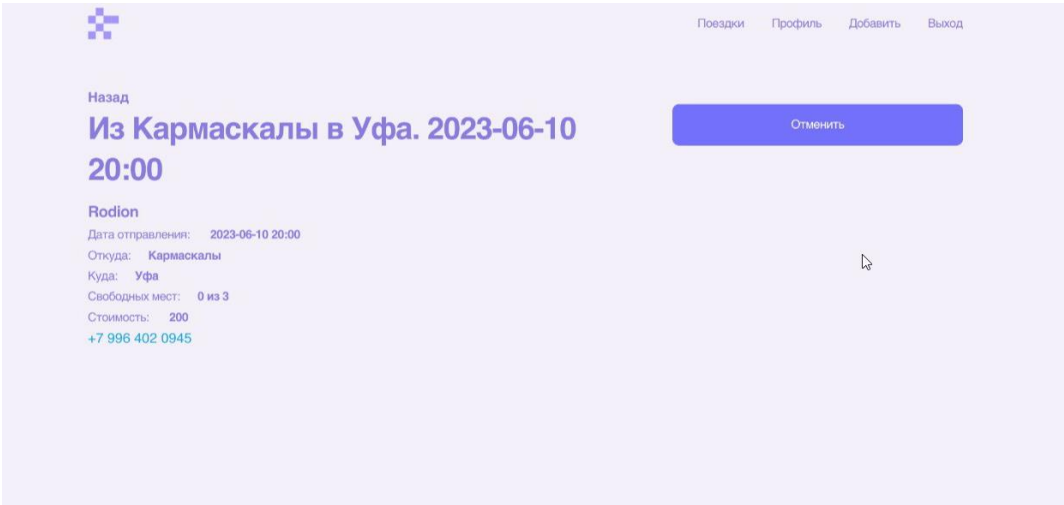 Поездки Профиль Добавить Выход
Назад
Из Кармаскалы в Уфа. 2023-06-10
20:00
Отменить
Rodion
Дата отправления: 2023-06-10 20:00
Откуда: Кармаскалы
Куда: Уфа
Свободных мест: 0 из 3
Стоимость: 200
+7 996 402 0945